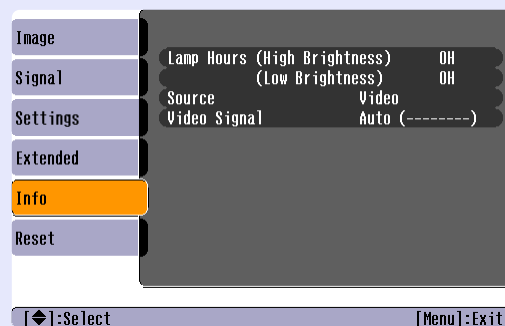 Image
Signal
Settings
Extended
Info
Reset
Lamp Hours (High Brightness) 0H
(Low Brightness) 0H
Source Video
Video Signal Auto (--------)
[◆]:Select [Menu]:Exit